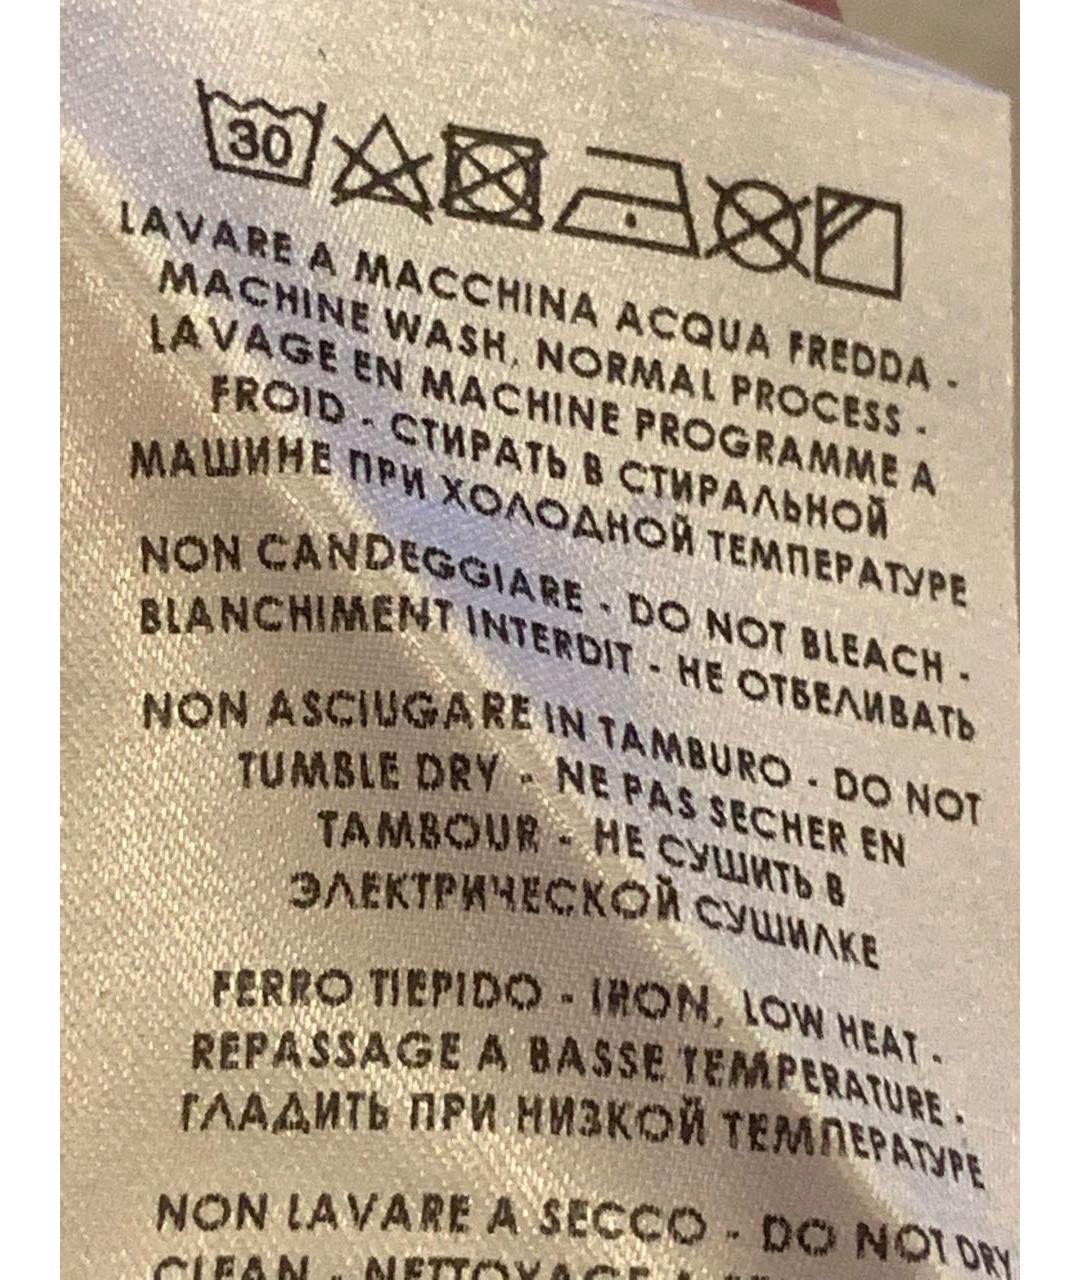 30
LAVARE A MACCHINA ACQUA FREDDA -
MACHINE WASH, NORMAL PROCESS -
LAVAGE EN MACHINE PROGRAMME A
FROID - СТИРАТЬ В СТИРАЛЬНОЙ
МАШИНЕ ПРИ ХОЛОДНОЙ ТЕМПЕРАТУРЕ
NON CANDEGGIARE - DO NOT BLEACH -
BLANCHIMENT INTERDIT - НЕ ОТБЕЛИВАТЬ
NON ASCIUGARE IN TAMBURO - DO NOT
TUMBLE DRY - NE PAS SECHER EN
TAMBOUR - НЕ СУШИТЬ В
ЭЛЕКТРИЧЕСКОЙ СУШИЛКЕ
FERRO TIEPIDO - IRON, LOW HEAT -
REPASSAGE A BASSE TEMPERATURE -
ГЛАДИТЬ ПРИ НИЗКОЙ ТЕМПЕРАТУРЕ
NON LAVARE A SECCO - DO NOT DRY
CLEAN - NETTOYAGE A